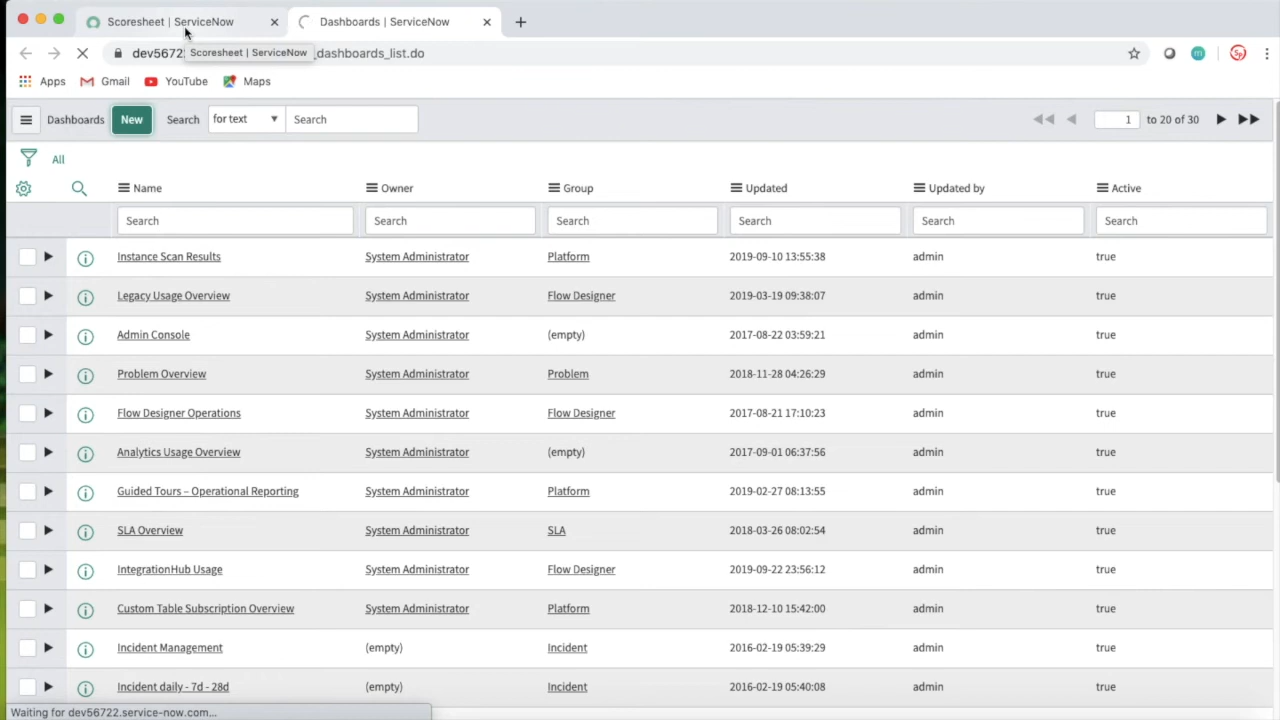 Scoresheet | ServiceNow
Dashboards | ServiceNow
dev5672
_dashboards_list.do
Scoresheet | ServiceNow
Apps
Gmail
YouTube
Maps
Dashboards New Search for text Search 1 to 20 of 30
All
Name Owner Group Updated Updated by Active
Search Search Search Search Search Search
Instance Scan Results System Administrator Platform 2019-09-10 13:55:38 admin true
Legacy Usage Overview System Administrator Flow Designer 2019-03-19 09:38:07 admin true
Admin Console System Administrator (empty) 2017-08-22 03:59:21 admin true
Problem Overview System Administrator Problem 2018-11-28 04:26:29 admin true
Flow Designer Operations System Administrator Flow Designer 2017-08-21 17:10:23 admin true
Analytics Usage Overview System Administrator (empty) 2017-09-01 06:37:56 admin true
Guided Tours – Operational Reporting System Administrator Platform 2019-02-27 08:13:55 admin true
SLA Overview System Administrator SLA 2018-03-26 08:02:54 admin true
IntegrationHub Usage System Administrator Flow Designer 2019-09-22 23:56:12 admin true
Custom Table Subscription Overview System Administrator Platform 2018-12-10 15:42:00 admin true
Incident Management (empty) Incident 2016-02-19 05:39:29 admin true
Incident daily - 7d - 28d (empty) Incident 2016-02-19 05:40:08 admin true
Waiting for dev56722.service-now.com...